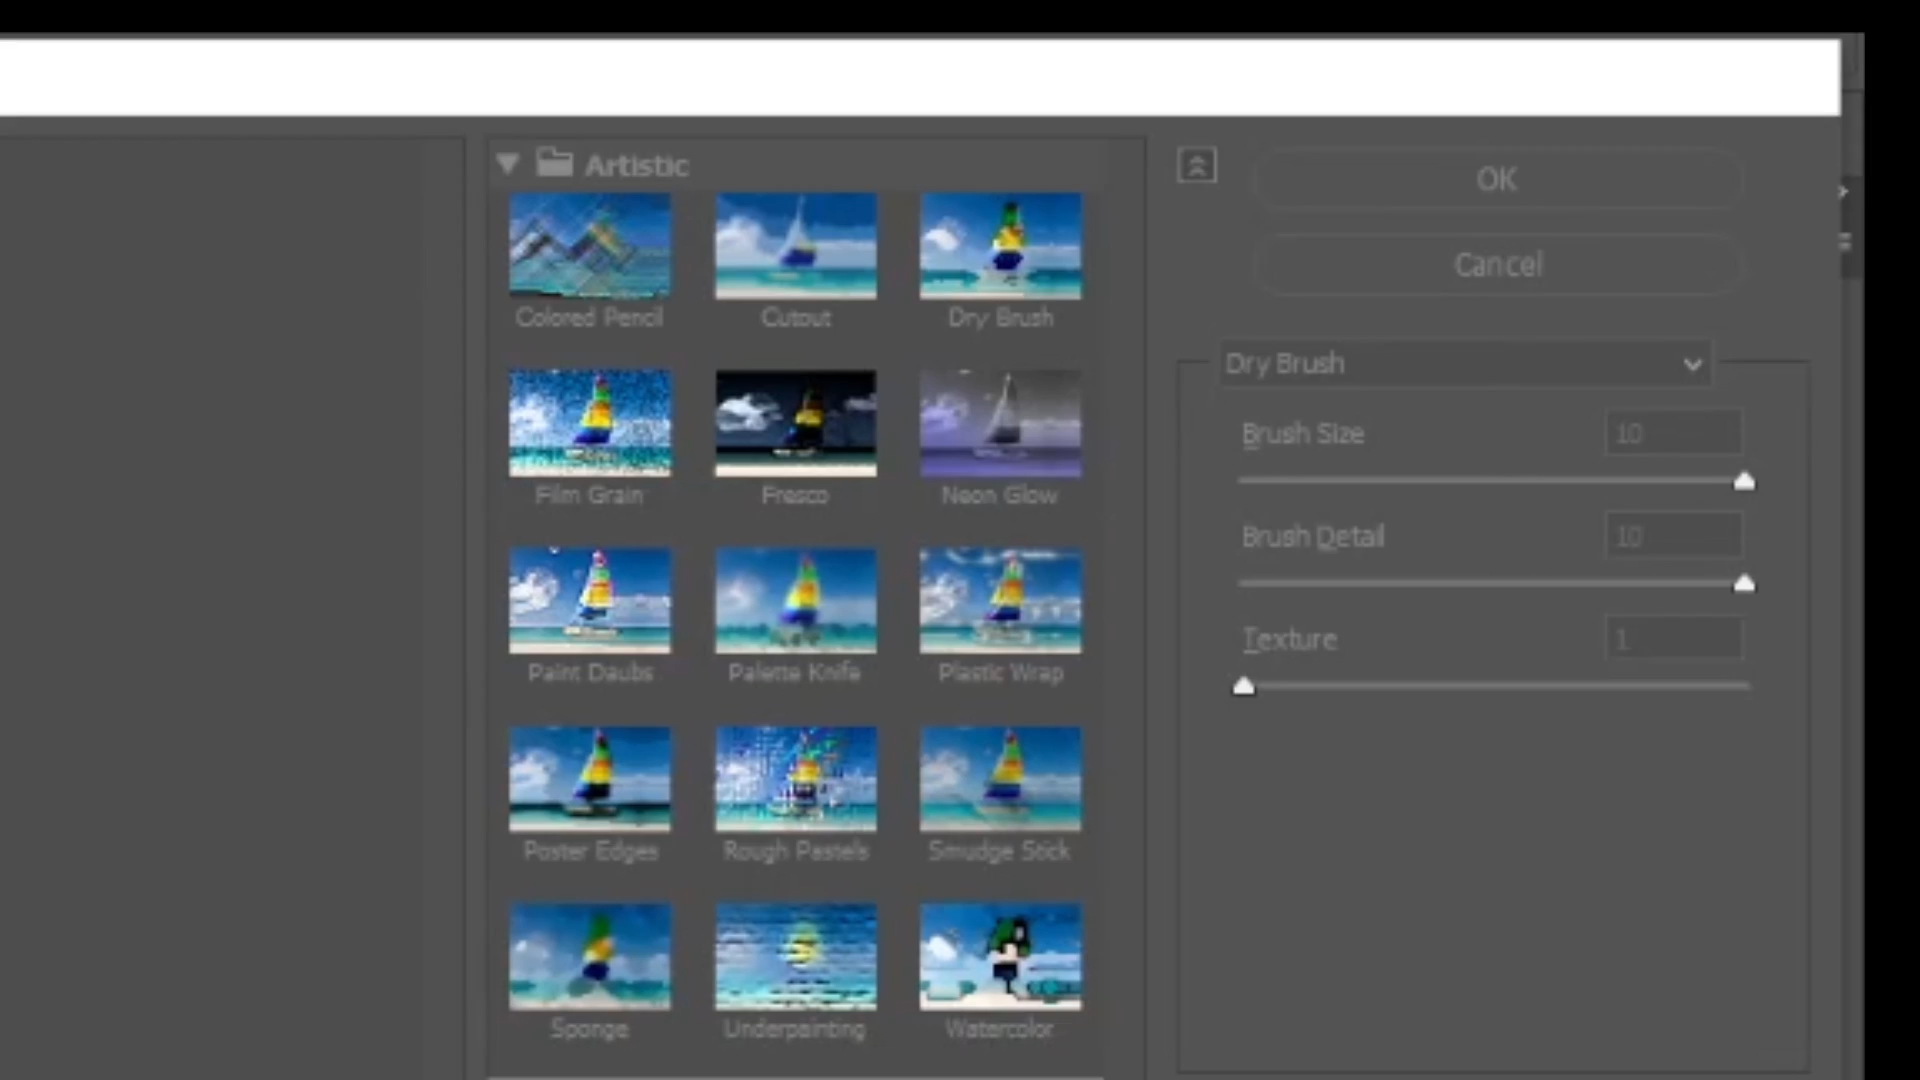 Artistic
OK
Colored Pencil Cutout Dry Brush
Cancel
Dry Brush
Brush Size 10
Film Grain Fresco Neon Glow
Brush Detail 10
Texture 1
Paint Daubs Palette Knife Plastic Wrap
Poster Edges Rough Pastels Smudge Stick
Sponge Underpainting Watercolor